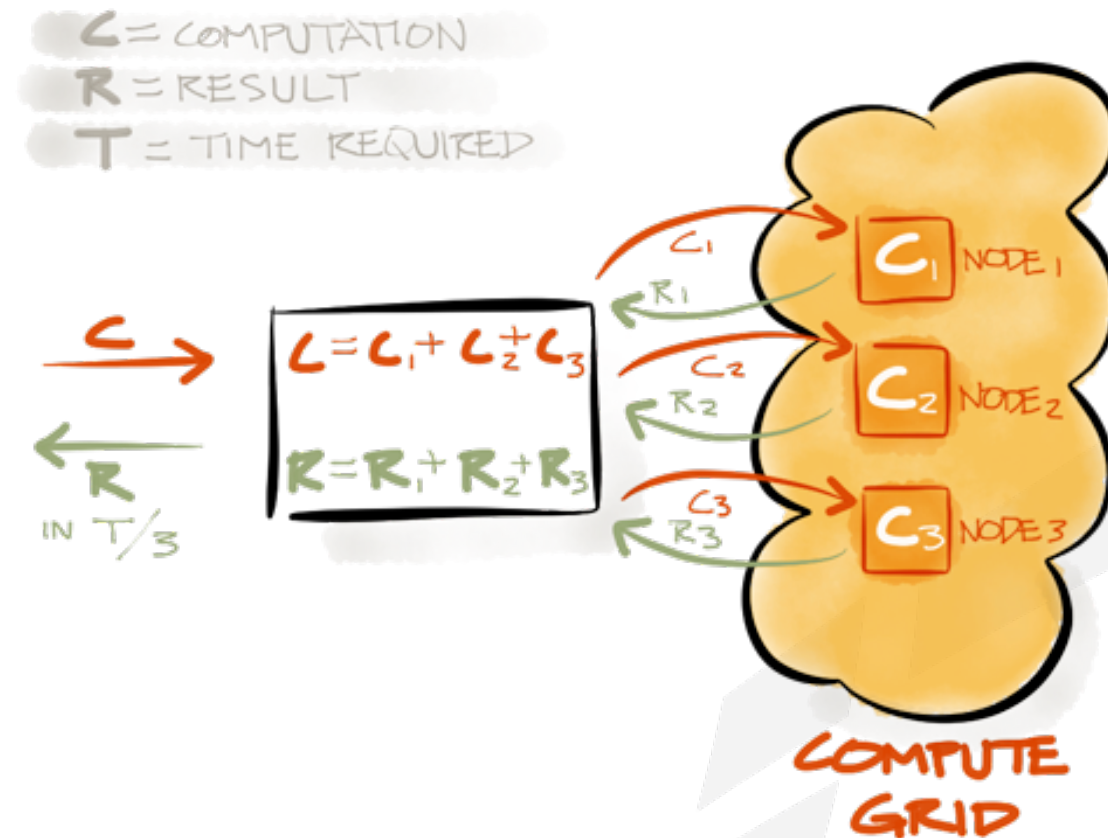 C = COMPUTATION
R = RESULT
T = TIME REQUIRED
C
R
IN T/3
C = C1 + C2 + C3
R = R1 + R2 + R3
C1
R1
C1 NODE 1
C2
R2
C2 NODE 2
C3
R3
C3 NODE 3
COMPUTE
GRID